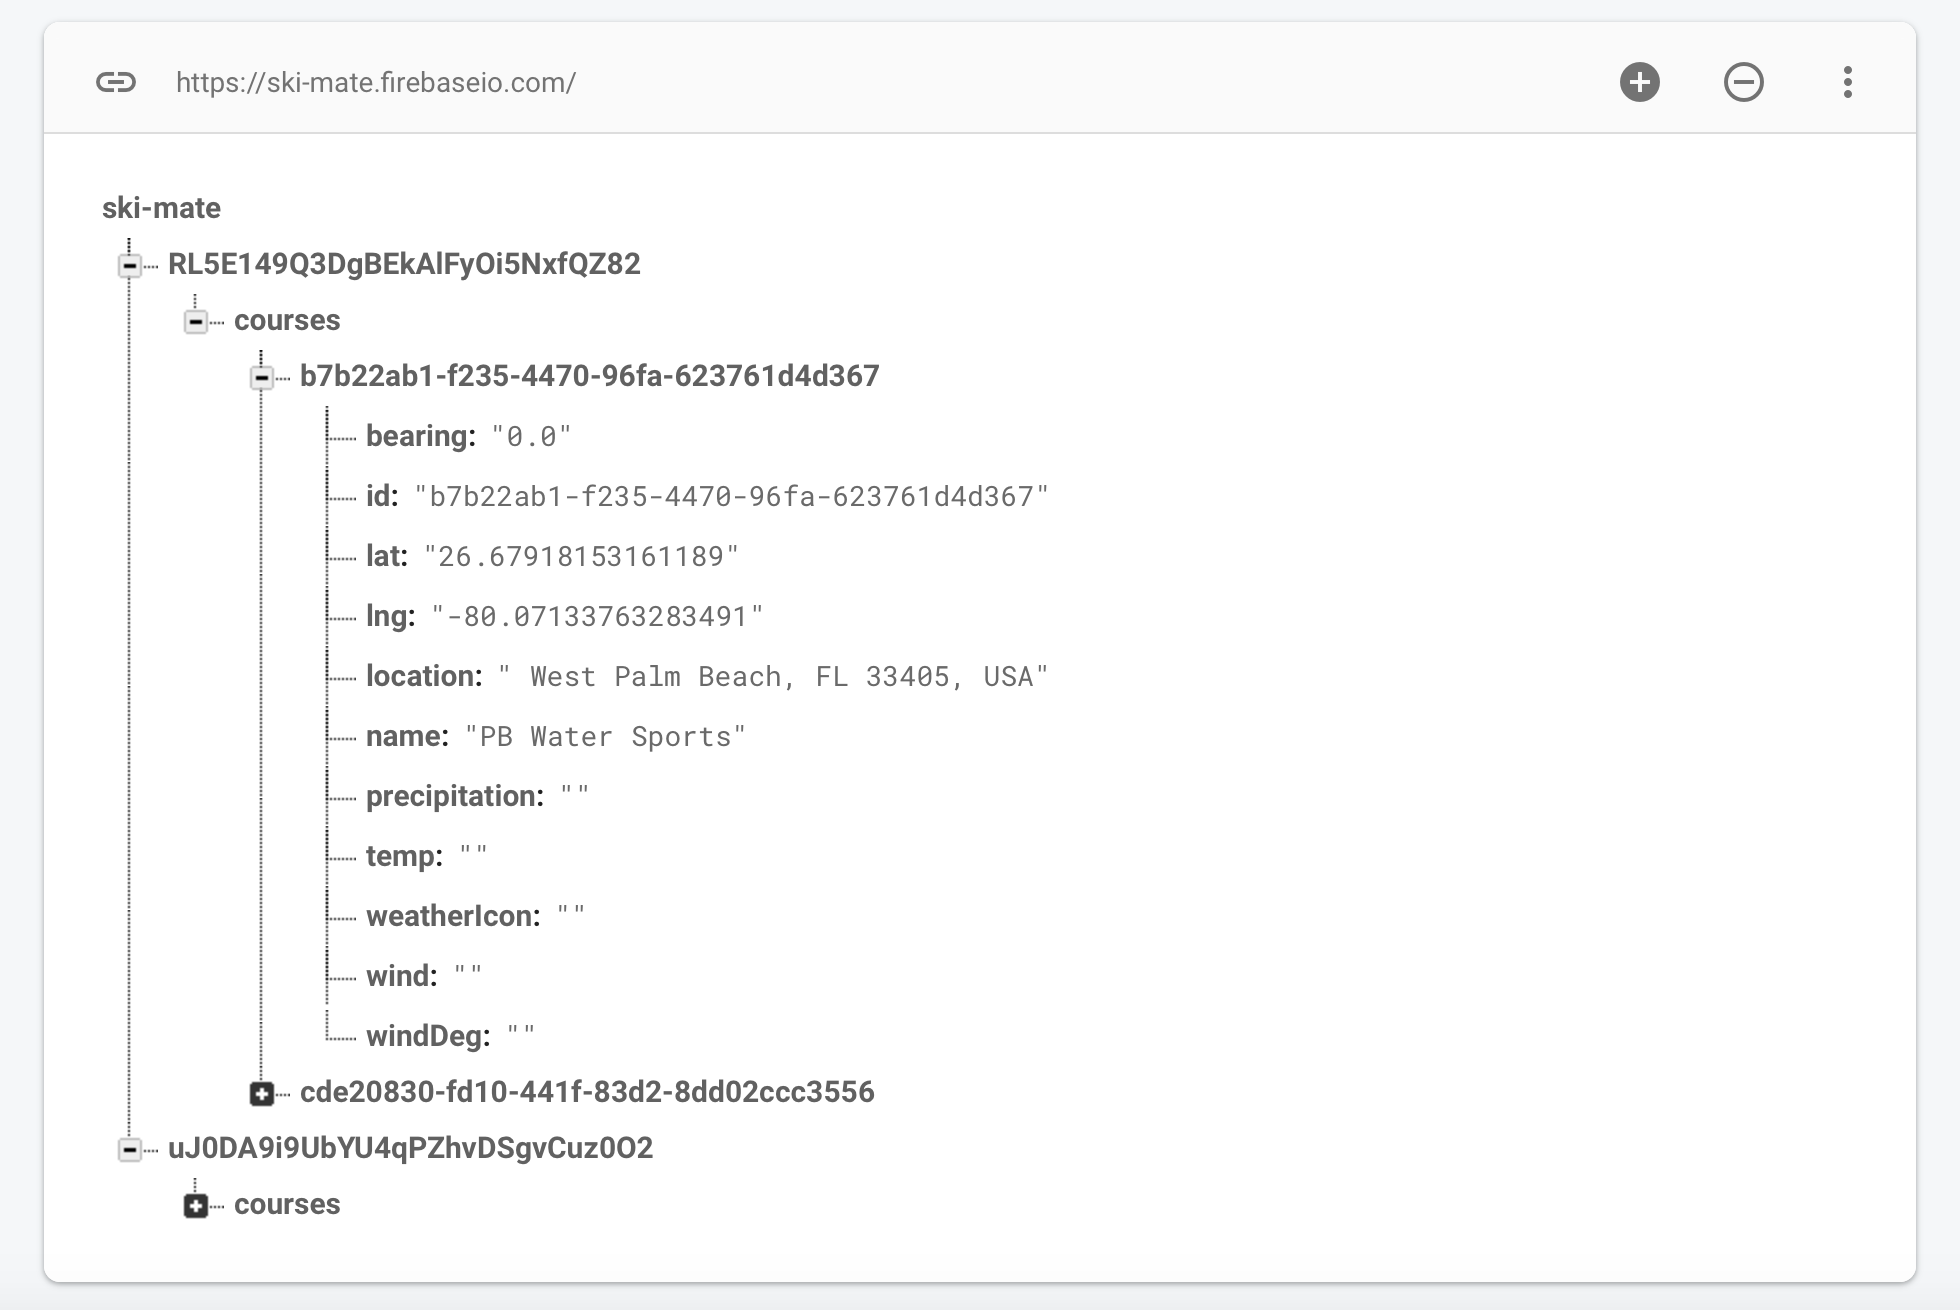 https://ski-mate.firebaseio.com/
ski-mate
RL5E149Q3DgBEkAlFyOi5NxfQZ82
courses
b7b22ab1-f235-4470-96fa-623761d4d367
bearing: "0.0"
id: "b7b22ab1-f235-4470-96fa-623761d4d367"
lat: "26.67918153161189"
lng: "-80.07133763283491"
location: " West Palm Beach, FL 33405, USA"
name: "PB Water Sports"
precipitation: ""
temp: ""
weatherIcon: ""
wind: ""
windDeg: ""
cde20830-fd10-441f-83d2-8dd02ccc3556
uJ0DA9i9UbYU4qPZhvDSgvCuz0O2
courses